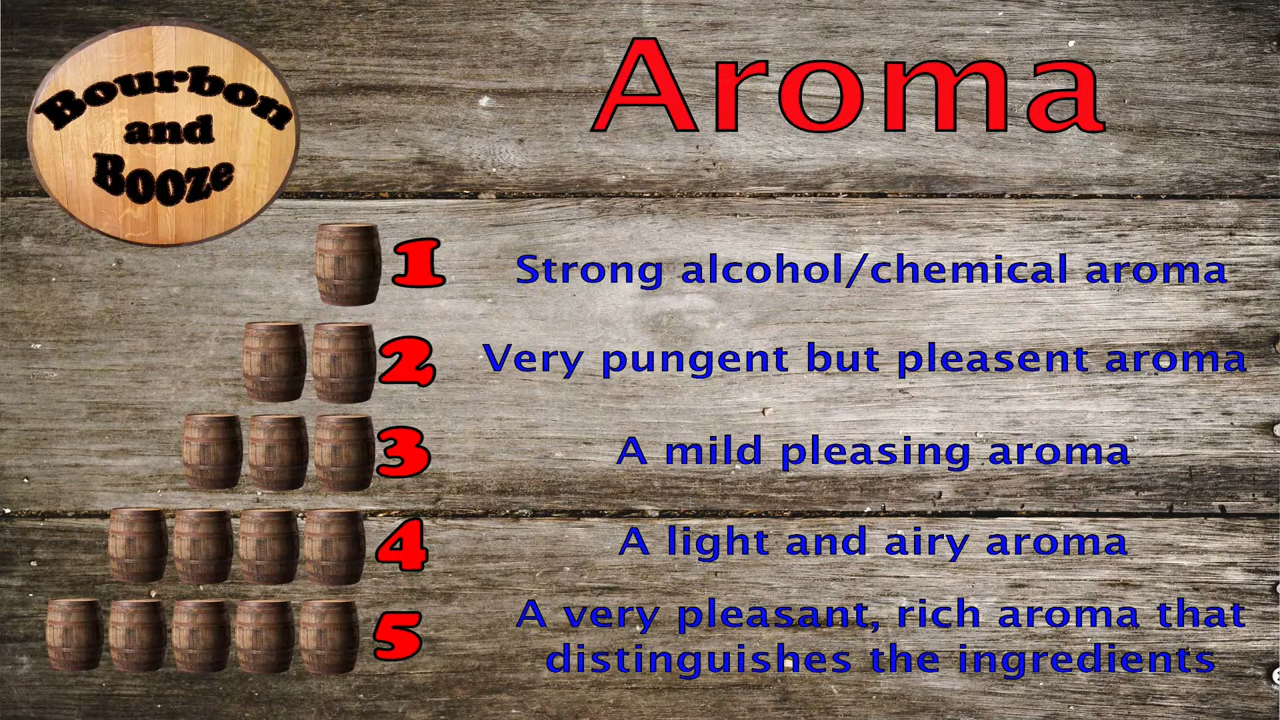 Bourbon
and
Booze
Aroma
1 Strong alcohol/chemical aroma
2 Very pungent but pleasent aroma
3 A mild pleasing aroma
4 A light and airy aroma
5 A very pleasant, rich aroma that
distinguishes the ingredients